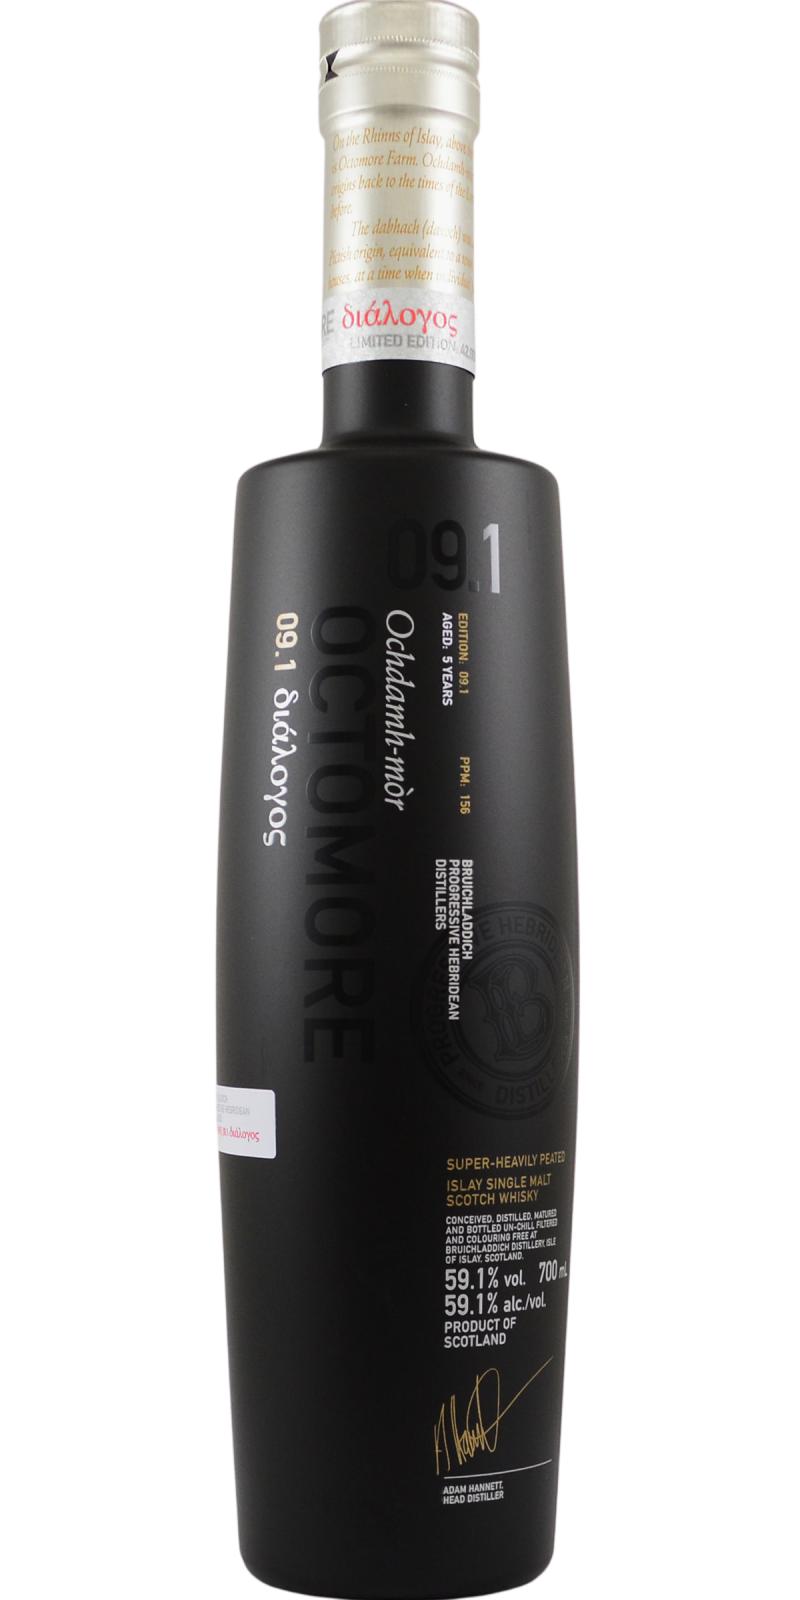 On the Rhinns of Islay, above
is Octomore Farm.
origins back to the times of the
before.
The dabhach (davoch) was
Pictish origin, equivalent to a
houses, at a time when
RE διάλογος
LIMITED EDITION
09.1
EDITION: 09.1 PPM: 156
AGED: 5 YEARS
Ochdamh-mòr
OCTOMORE
09.1 διάλογος
BRUICHLADDICH
PROGRESSIVE HEBRIDEAN
DISTILLERS
B
διάλογος
SUPER-HEAVILY PEATED
ISLAY SINGLE MALT
SCOTCH WHISKY
CONCEIVED, DISTILLED, MATURED
AND BOTTLED UN-CHILL FILTERED
AND COLOURING FREE AT
BRUICHLADDICH DISTILLERY, ISLE
OF ISLAY, SCOTLAND.
59.1% vol. 700 mL
59.1% alc./vol.
PRODUCT OF
SCOTLAND
ADAM HANNETT,
HEAD DISTILLER